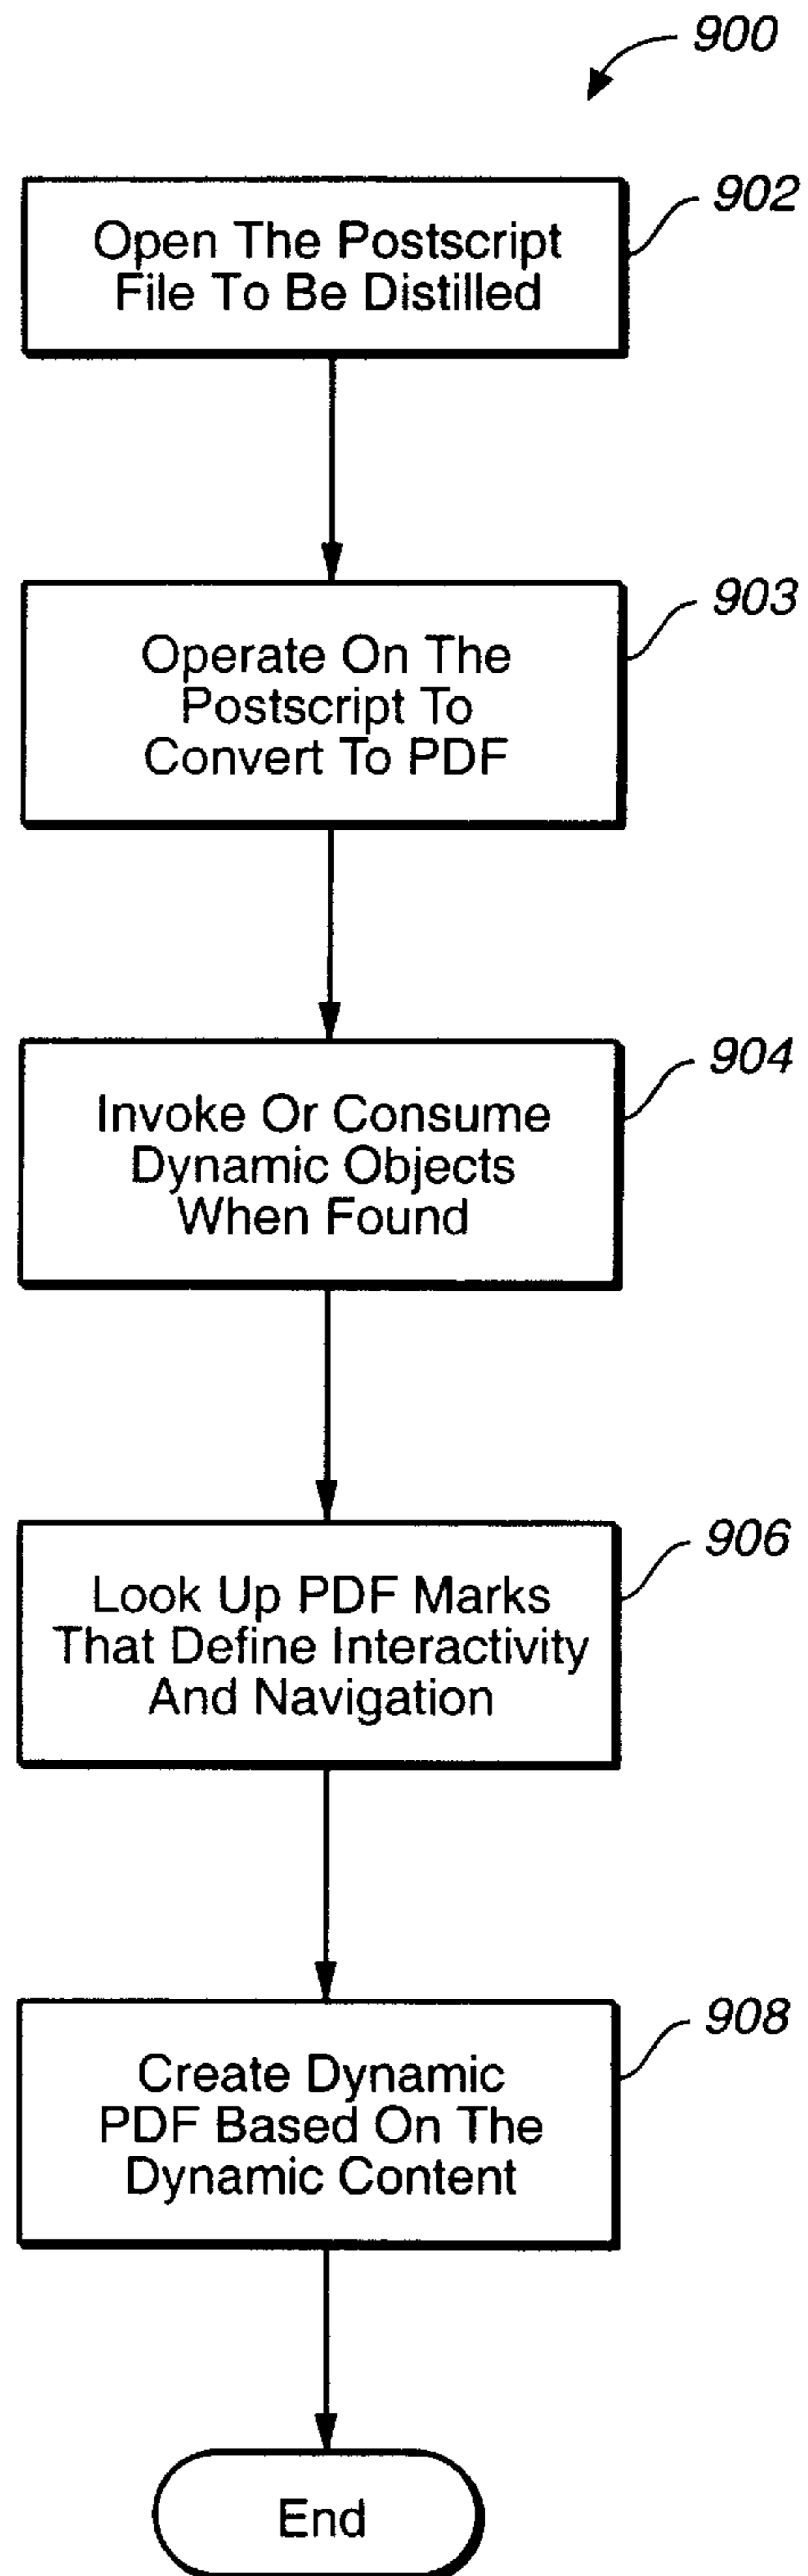 900
902
Open The Postscript
File To Be Distilled
903
Operate On The
Postscript To
Convert To PDF
904
Invoke Or Consume
Dynamic Objects
When Found
906
Look Up PDF Marks
That Define Interactivity
And Navigation
908
Create Dynamic
PDF Based On The
Dynamic Content
End